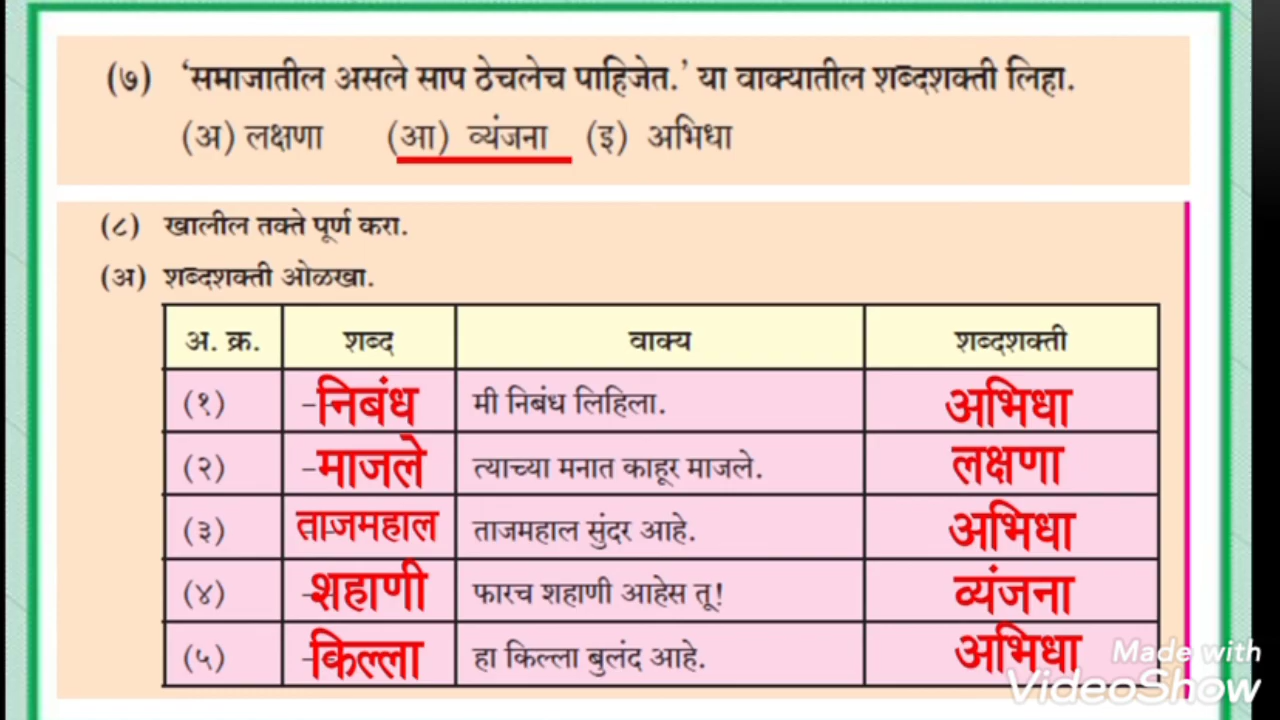 (७) ‘समाजातील असले साप ठेचलेच पाहिजेत.’ या वाक्यातील शब्दशक्ती लिहा.
(अ) लक्षणा (आ) व्यंजना (इ) अभिधा
(८) खालील तक्ते पूर्ण करा.
(अ) शब्दशक्ती ओळखा.
अ. क्र. शब्द वाक्य शब्दशक्ती
(१) निबंध मी निबंध लिहिला. अभिधा
(२) माजले त्याच्या मनात काहूर माजले. लक्षणा
(३) ताजमहाल ताजमहाल सुंदर आहे. अभिधा
(४) शहाणी फारच शहाणी आहेस तू! व्यंजना
(५) किल्ला हा किल्ला बुलंद आहे. अभिधा
Made with
VideoShow